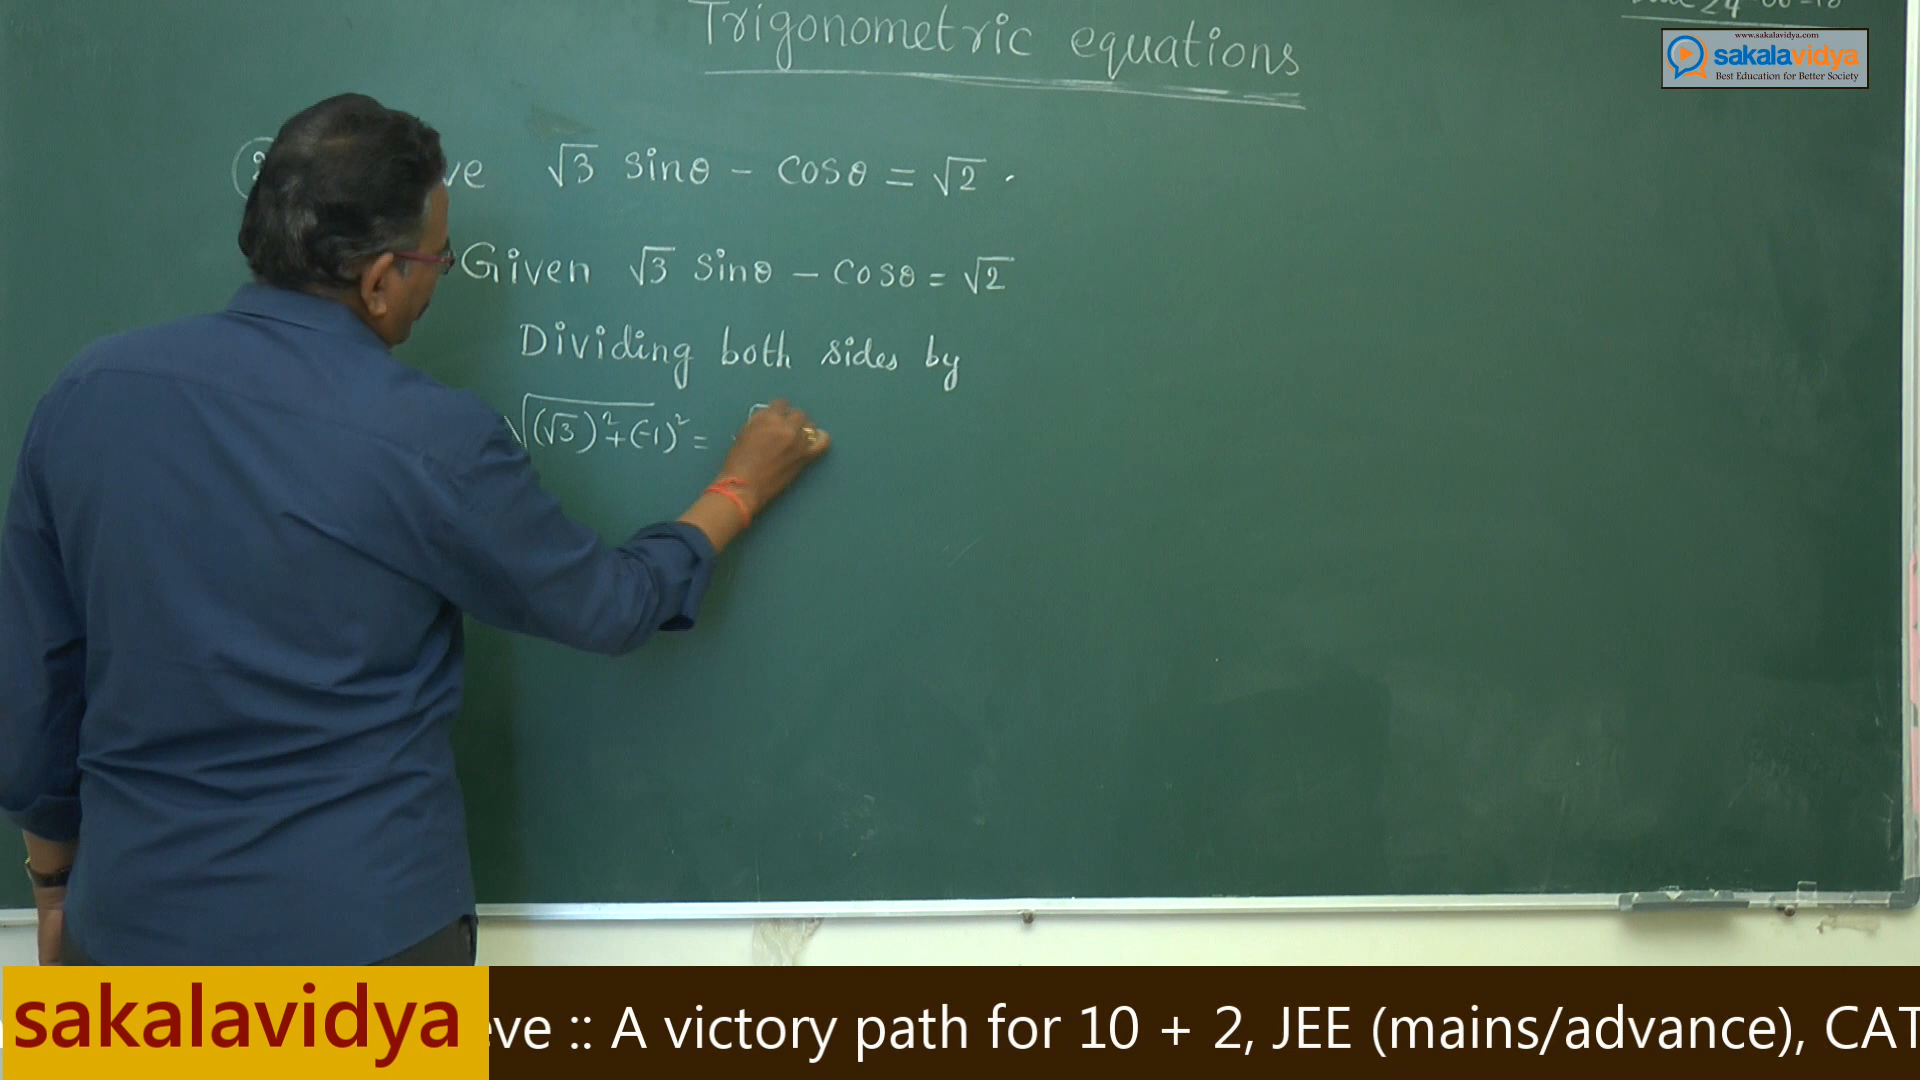 Trigonometric equations
www.sakalavidya.com
sakalavidya
Best Education for Better Society
√3 sinθ - cosθ = √2 .
Given √3 sinθ - cosθ = √2
Dividing both sides by
√(√3)²+(-1)² =
sakalavidya
eve :: A victory path for 10 + 2, JEE (mains/advance), CAT